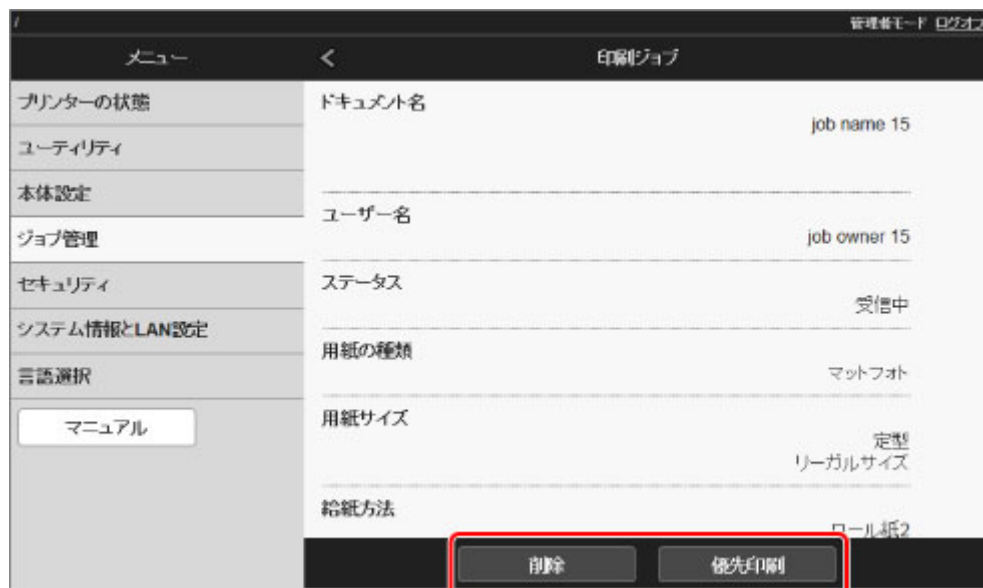 /
管理者モード ログオフ
メニュー
<
印刷ジョブ
プリンターの状態
ユーティリティ
本体設定
ジョブ管理
セキュリティ
システム情報とLAN設定
言語選択
マニュアル
ドキュメント名
job name 15
ユーザー名
job owner 15
ステータス
受信中
用紙の種類
マットフォト
用紙サイズ
定型
リーガルサイズ
給紙方法
ロール紙2
削除
優先印刷